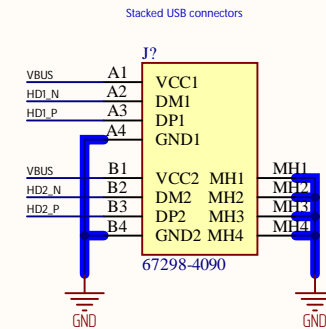 Stacked USB connectors
J?
VBUS A1 VCC1
HD1_N A2 DM1
HD1_P A3 DP1
A4 GND1
VBUS B1 VCC2 MH1 MH1
HD2_N B2 DM2 MH2 MH2
HD2_P B3 DP2 MH3 MH3
B4 GND2 MH4 MH4
67298-4090
GND GND